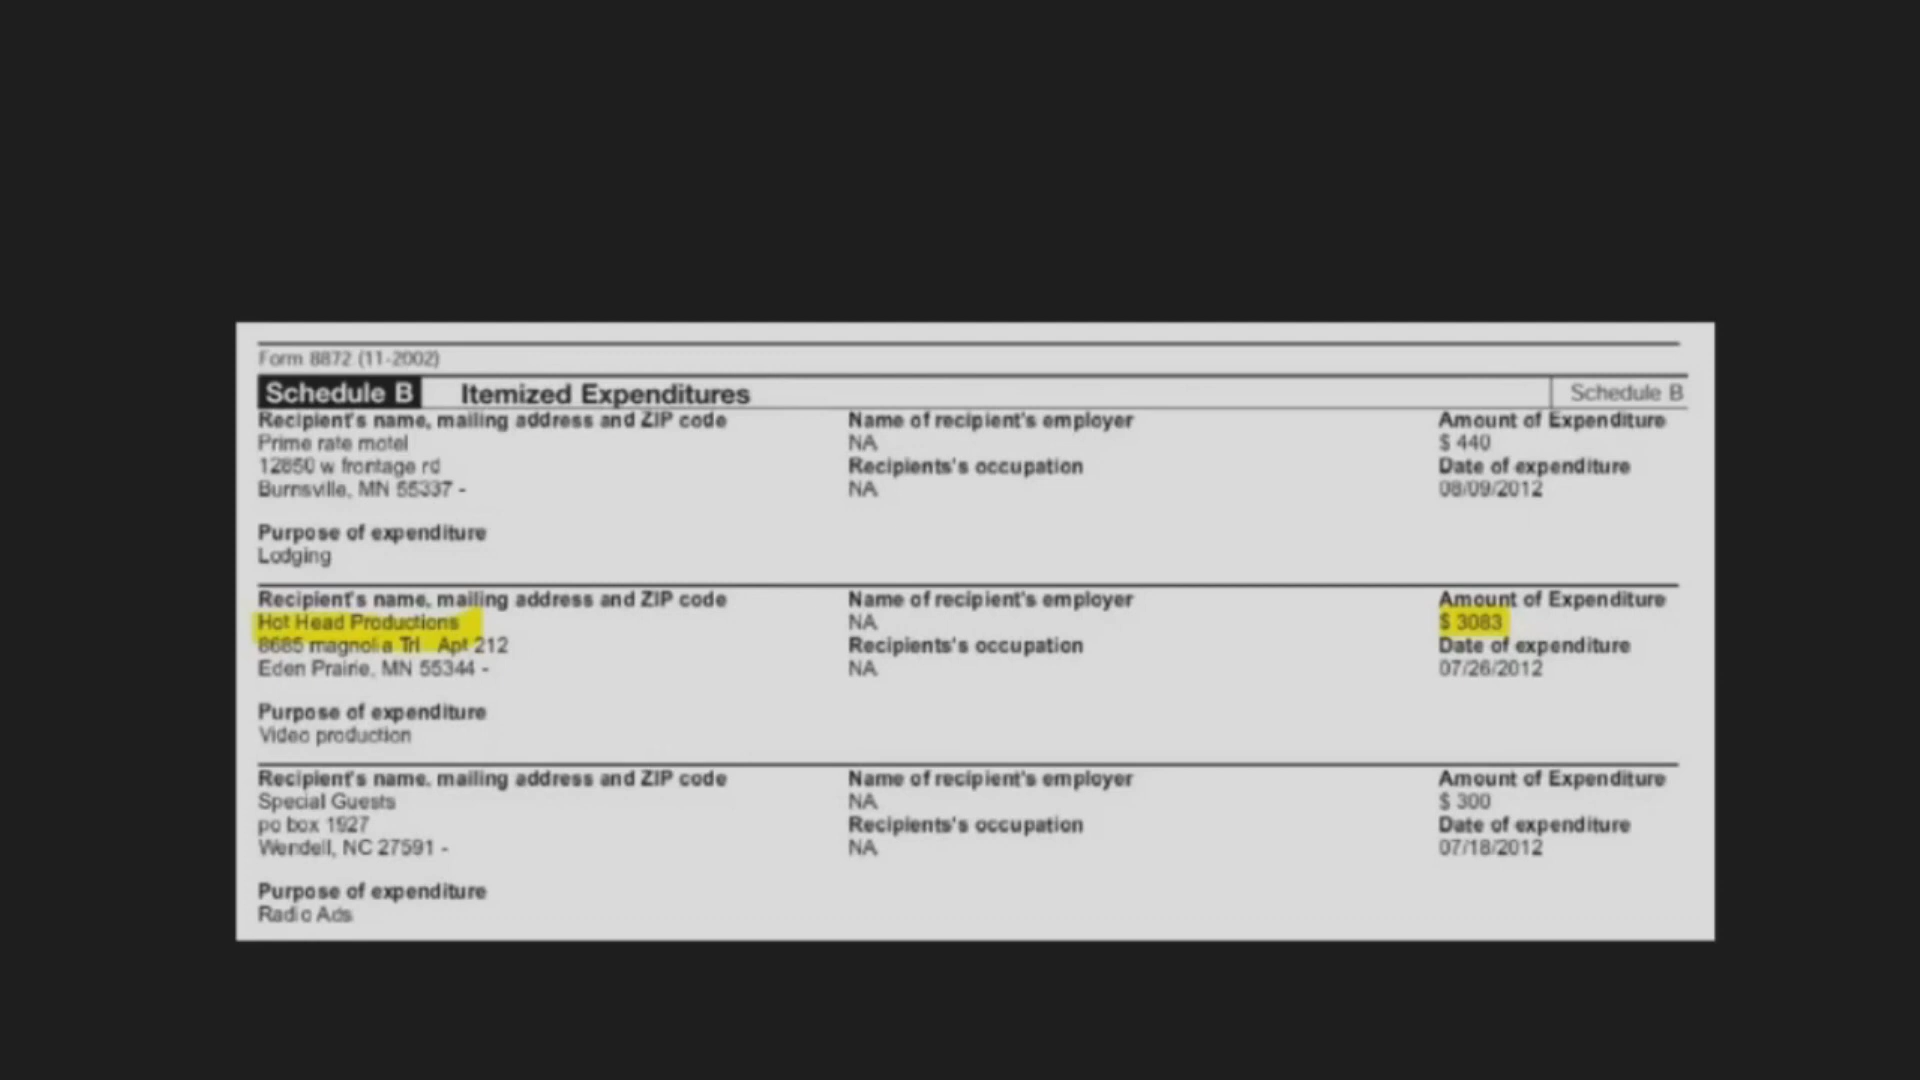 Form 8872 (11-2002)
Schedule B Itemized Expenditures Schedule B
Recipient's name, mailing address and ZIP code Name of recipient's employer Amount of Expenditure
Prime rate motel NA $ 440
12850 w frontage rd Recipients's occupation Date of expenditure
Burnsville, MN 55337 - NA 08/09/2012
Purpose of expenditure
Lodging
Recipient's name, mailing address and ZIP code Name of recipient's employer Amount of Expenditure
Hot Head Productions NA $ 3083
8685 magnolia Trl Apt 212 Recipients's occupation Date of expenditure
Eden Prairie, MN 55344 - NA 07/26/2012
Purpose of expenditure
Video production
Recipient's name, mailing address and ZIP code Name of recipient's employer Amount of Expenditure
Special Guests NA $ 300
po box 1927 Recipients's occupation Date of expenditure
Wendell, NC 27591 - NA 07/18/2012
Purpose of expenditure
Radio Ads